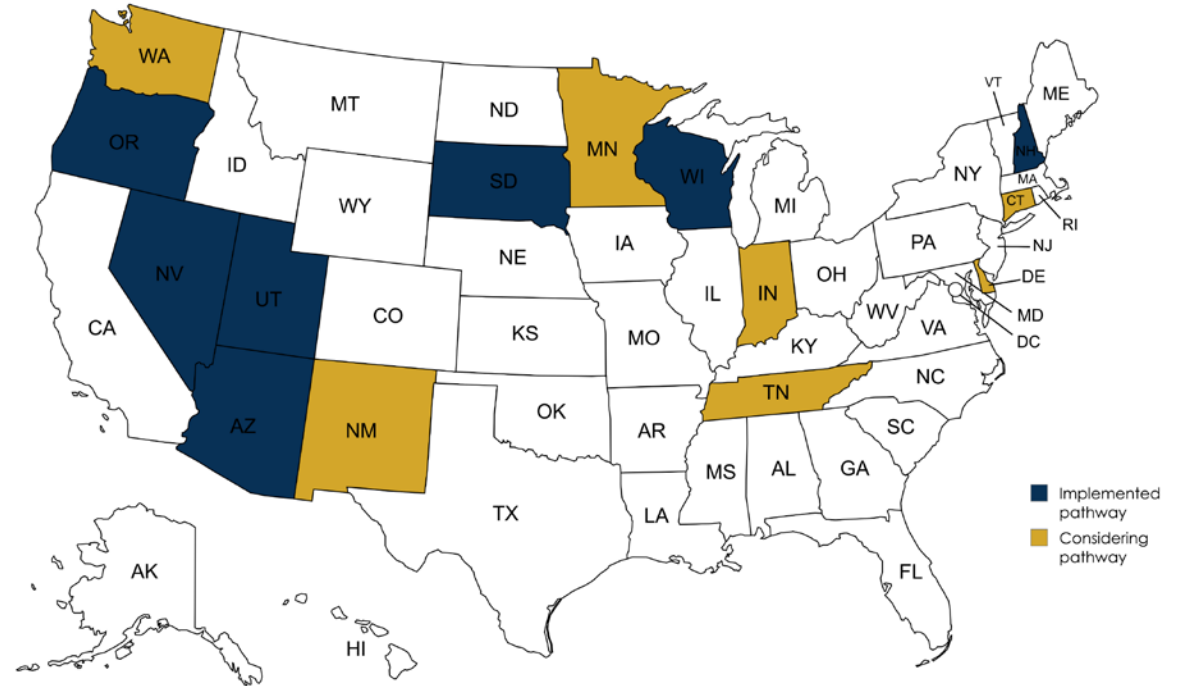 WA
MT
ND
MN
VT
ME
OR
ID
SD
WI
NH
NY
MA
WY
MI
CT
RI
NE
IA
PA
NJ
NV
UT
CO
IL
IN
OH
DE
WV
MD
CA
KS
MO
KY
VA
DC
AZ
NM
OK
AR
TN
NC
SC
MS
AL
GA
TX
LA
Implemented
pathway
Considering
pathway
AK
FL
HI